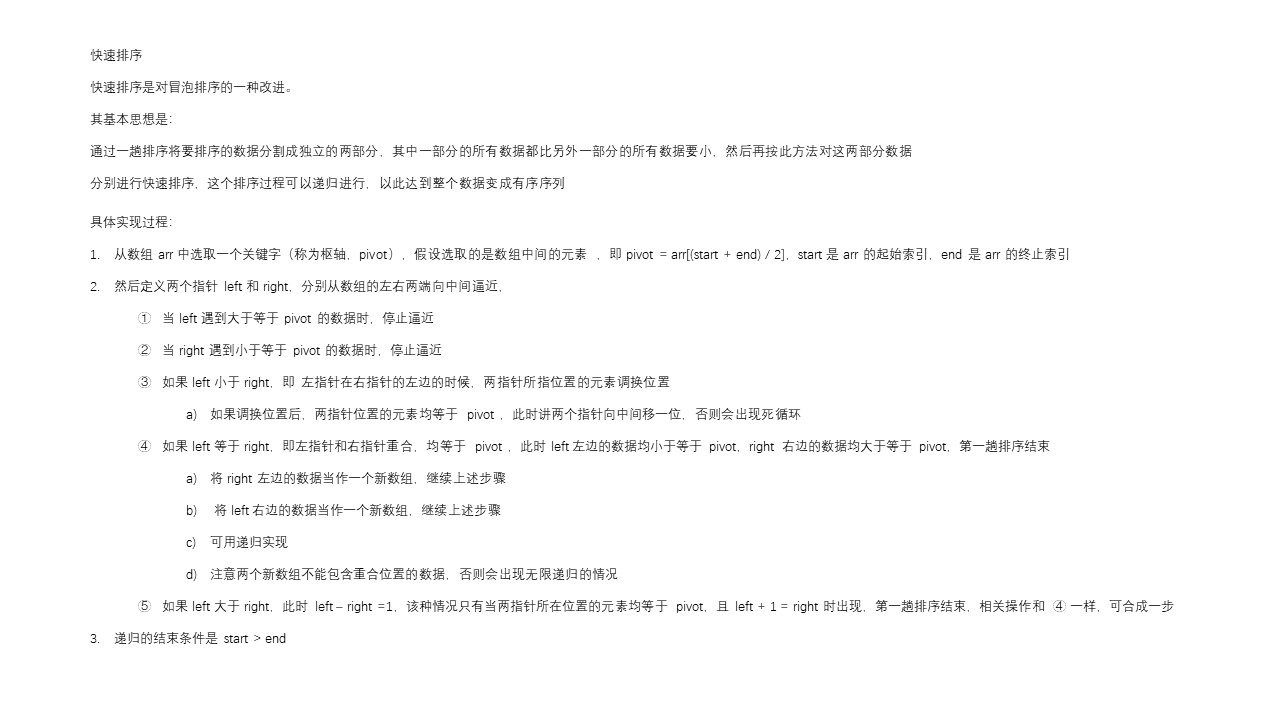 快速排序
快速排序是对冒泡排序的一种改进。
其基本思想是：
通过一趟排序将要排序的数据分割成独立的两部分，其中一部分的所有数据都比另外一部分的所有数据要小，然后再按此方法对这两部分数据
分别进行快速排序，这个排序过程可以递归进行，以此达到整个数据变成有序序列
具体实现过程：
1. 从数组 arr 中选取一个关键字（称为枢轴，pivot），假设选取的是数组中间的元素 ，即 pivot = arr[(start + end) / 2]，start 是 arr 的起始索引，end 是 arr 的终止索引
2. 然后定义两个指针 left 和 right，分别从数组的左右两端向中间逼近，
① 当 left 遇到大于等于 pivot 的数据时，停止逼近
② 当 right 遇到小于等于 pivot 的数据时，停止逼近
③ 如果 left 小于 right，即 左指针在右指针的左边的时候，两指针所指位置的元素调换位置
a) 如果调换位置后，两指针位置的元素均等于 pivot ，此时讲两个指针向中间移一位，否则会出现死循环
④ 如果 left 等于 right，即左指针和右指针重合，均等于 pivot ，此时 left 左边的数据均小于等于 pivot，right 右边的数据均大于等于 pivot，第一趟排序结束
a) 将 right 左边的数据当作一个新数组，继续上述步骤
b) 将 left 右边的数据当作一个新数组，继续上述步骤
c) 可用递归实现
d) 注意两个新数组不能包含重合位置的数据，否则会出现无限递归的情况
⑤ 如果 left 大于 right，此时 left – right =1，该种情况只有当两指针所在位置的元素均等于 pivot，且 left + 1 = right 时出现，第一趟排序结束，相关操作和 ④ 一样，可合成一步
3. 递归的结束条件是 start > end